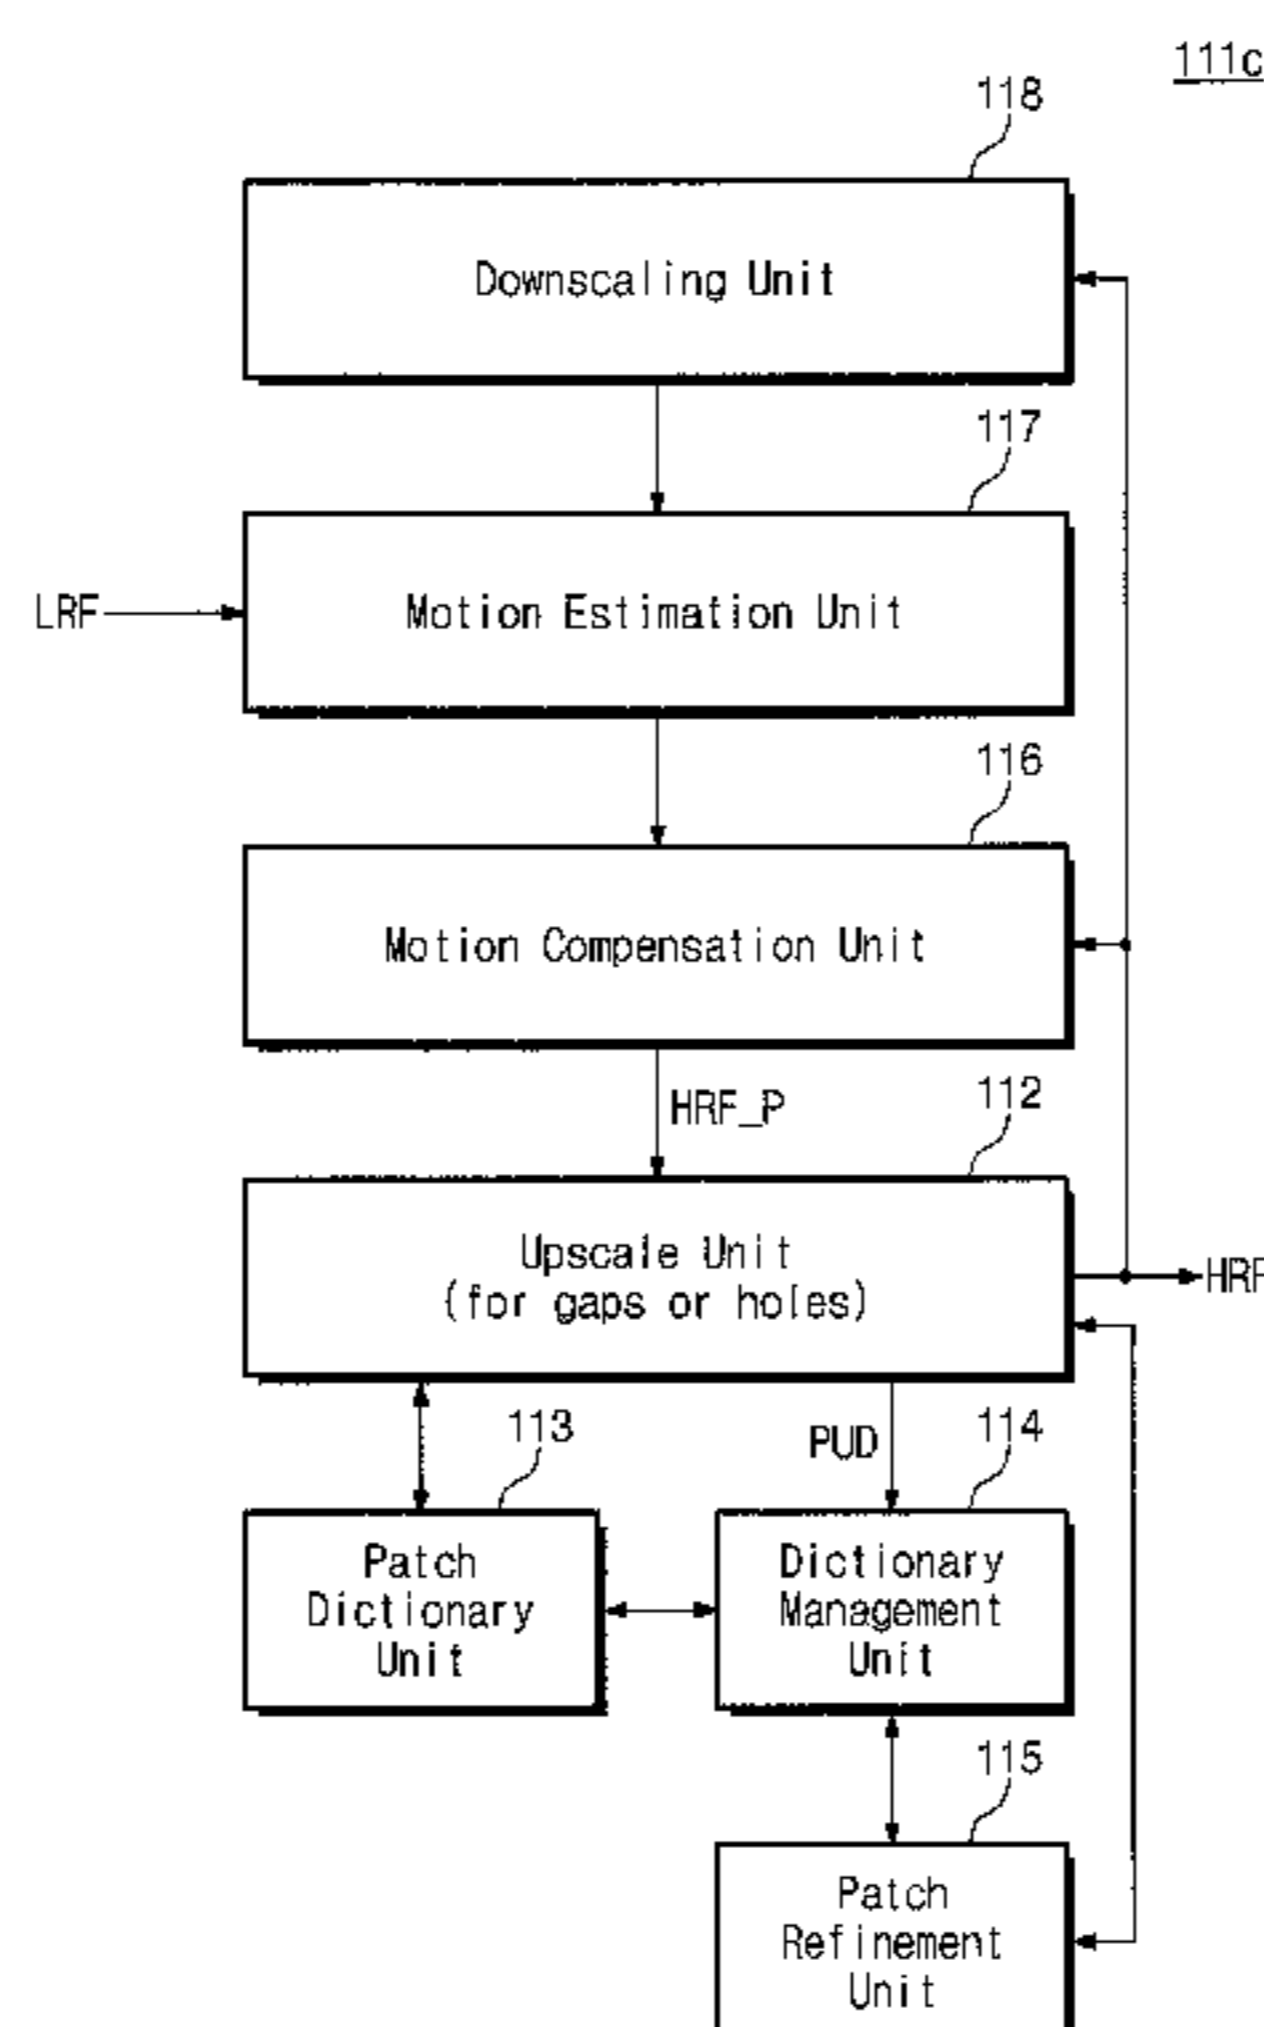 111c
118
Downscaling Unit
117
LRF
Motion Estimation Unit
116
Motion Compensation Unit
HRF_P
112
Upscale Unit
(for gaps or holes)
HRF
113
PUD
114
Patch
Dictionary
Unit
Dictionary
Management
Unit
115
Patch
Refinement
Unit